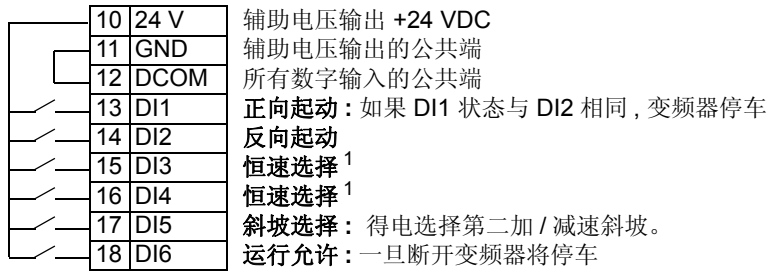 10 24 V 辅助电压输出 +24 VDC
11 GND 辅助电压输出的公共端
12 DCOM 所有数字输入的公共端
13 DI1 正向起动 : 如果 DI1 状态与 DI2 相同 , 变频器停车
14 DI2 反向起动
15 DI3 恒速选择 1
16 DI4 恒速选择 1
17 DI5 斜坡选择 : 得电选择第二加 / 减速斜坡。
18 DI6 运行允许 : 一旦断开变频器将停车